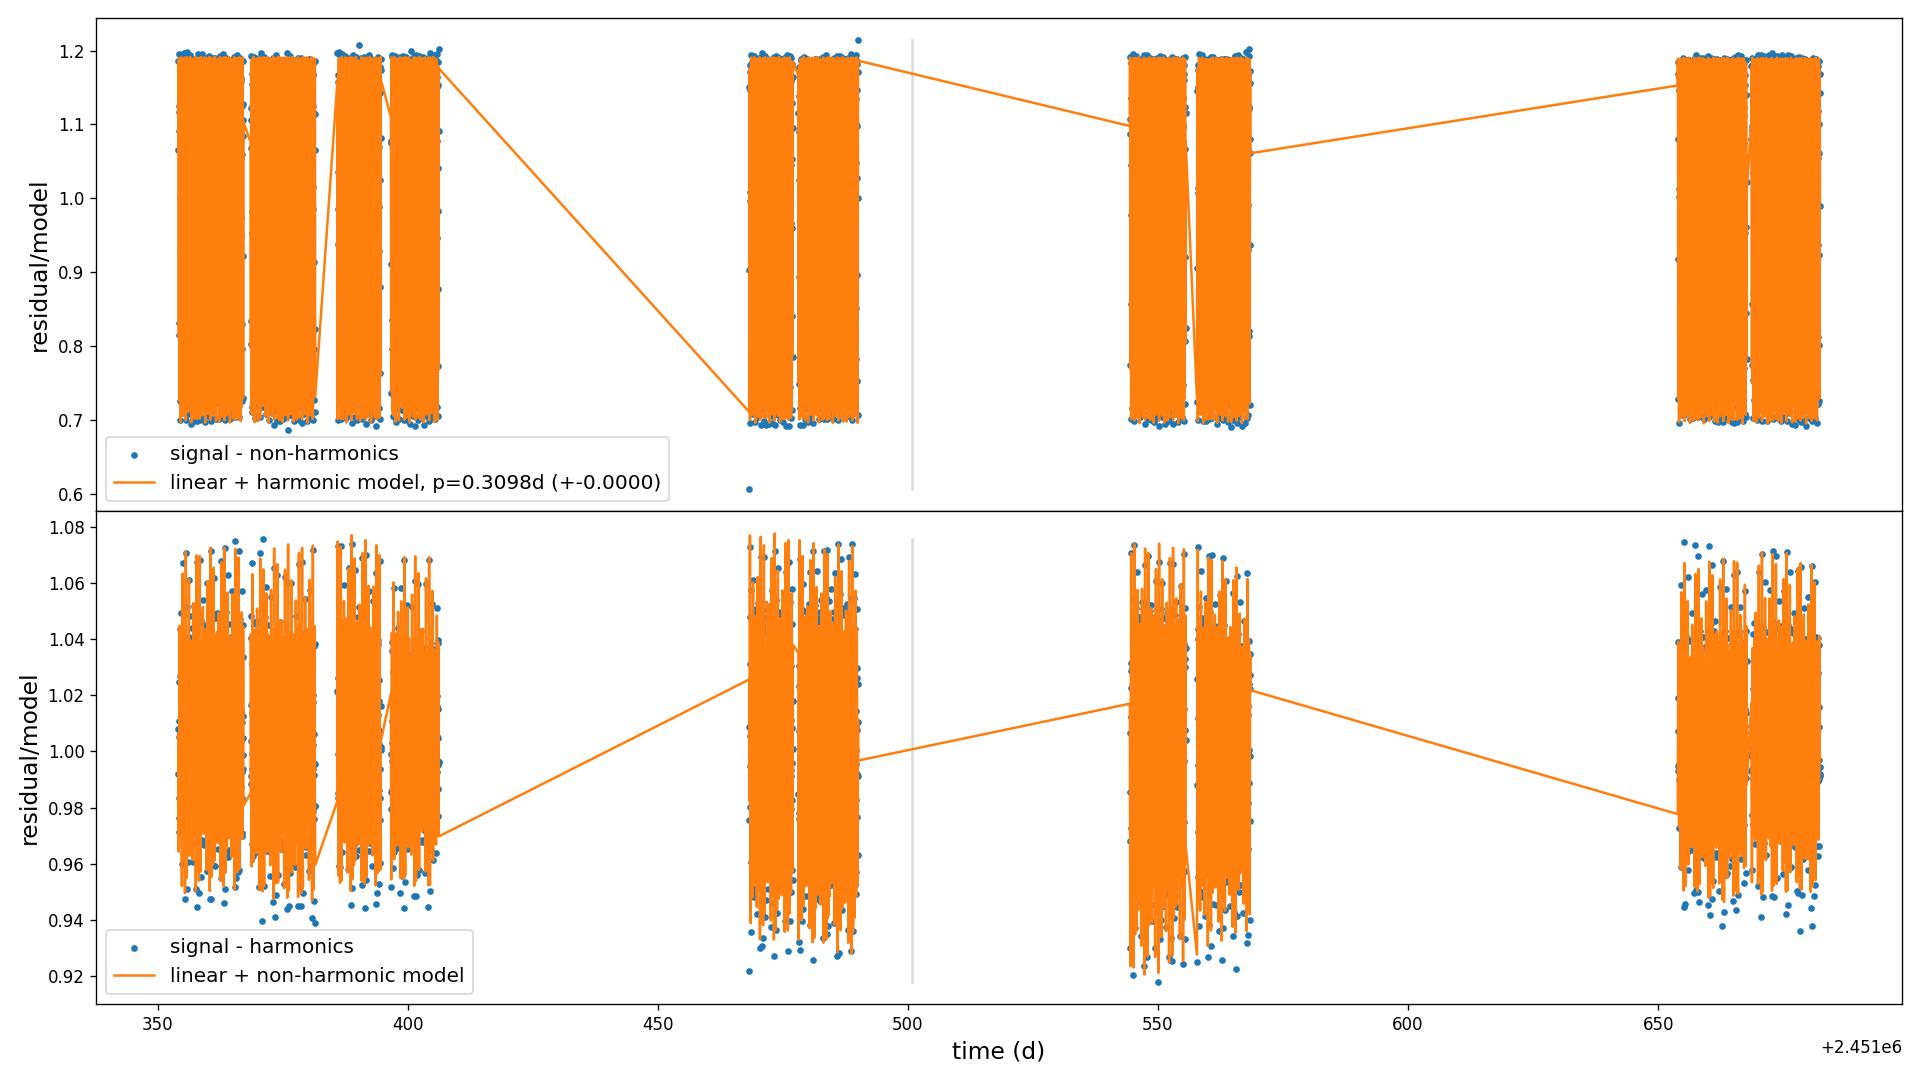 1.2
1.1
1.0
0.9
0.8
0.7
0.6
residual/model
signal - non-harmonics
linear + harmonic model, p=0.3098d (+-0.0000)
1.08
1.06
1.04
1.02
1.00
0.98
0.96
0.94
0.92
residual/model
signal - harmonics
linear + non-harmonic model
350
400
450
500
550
600
650
time (d)
+2.451e6